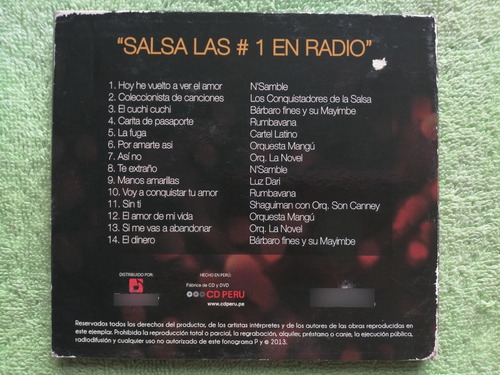 "SALSA LAS # 1 EN RADIO"
1. Hoy he vuelto a ver el amor N'Samble
2. Coleccionista de canciones Los Conquistadores de la Salsa
3. El cuchi cuchi Bárbaro fines y su Mayimbe
4. Carita de pasaporte Rumbavana
5. La fuga Cartel Latino
6. Por amarte asi Orquesta Mangú
7. Así no Orq. La Novel
8. Te extraño N'Samble
9. Manos amarillas Luz Dari
10. Voy a conquistar tu amor Rumbavana
11. Sin ti Shaguiman con Orq. Son Canney
12. El amor de mi vida Orquesta Mangú
13. Si me vas a abandonar Orq. La Novel
14. El dinero Bárbaro fines y su Mayimbe
DISTRIBUIDO POR: HECHO EN PERÚ:
Fábrica de CD y DVD
CD PERU
www.cdperu.pe
Reservados todos los derechos del productor, de los artistas intérpretes y de los autores de las obras reproducidas en
este ejemplar. Prohibida la reproducción total o parcial, la regrabación, alquiler, préstamo o canje, la ejecución pública,
radiodifusión y cualquier uso no autorizado de este fonograma P y © 2013.